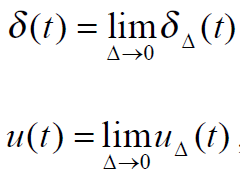 δ(t) = lim δ_Δ(t)
Δ→0
u(t) = lim u_Δ(t),
Δ→0